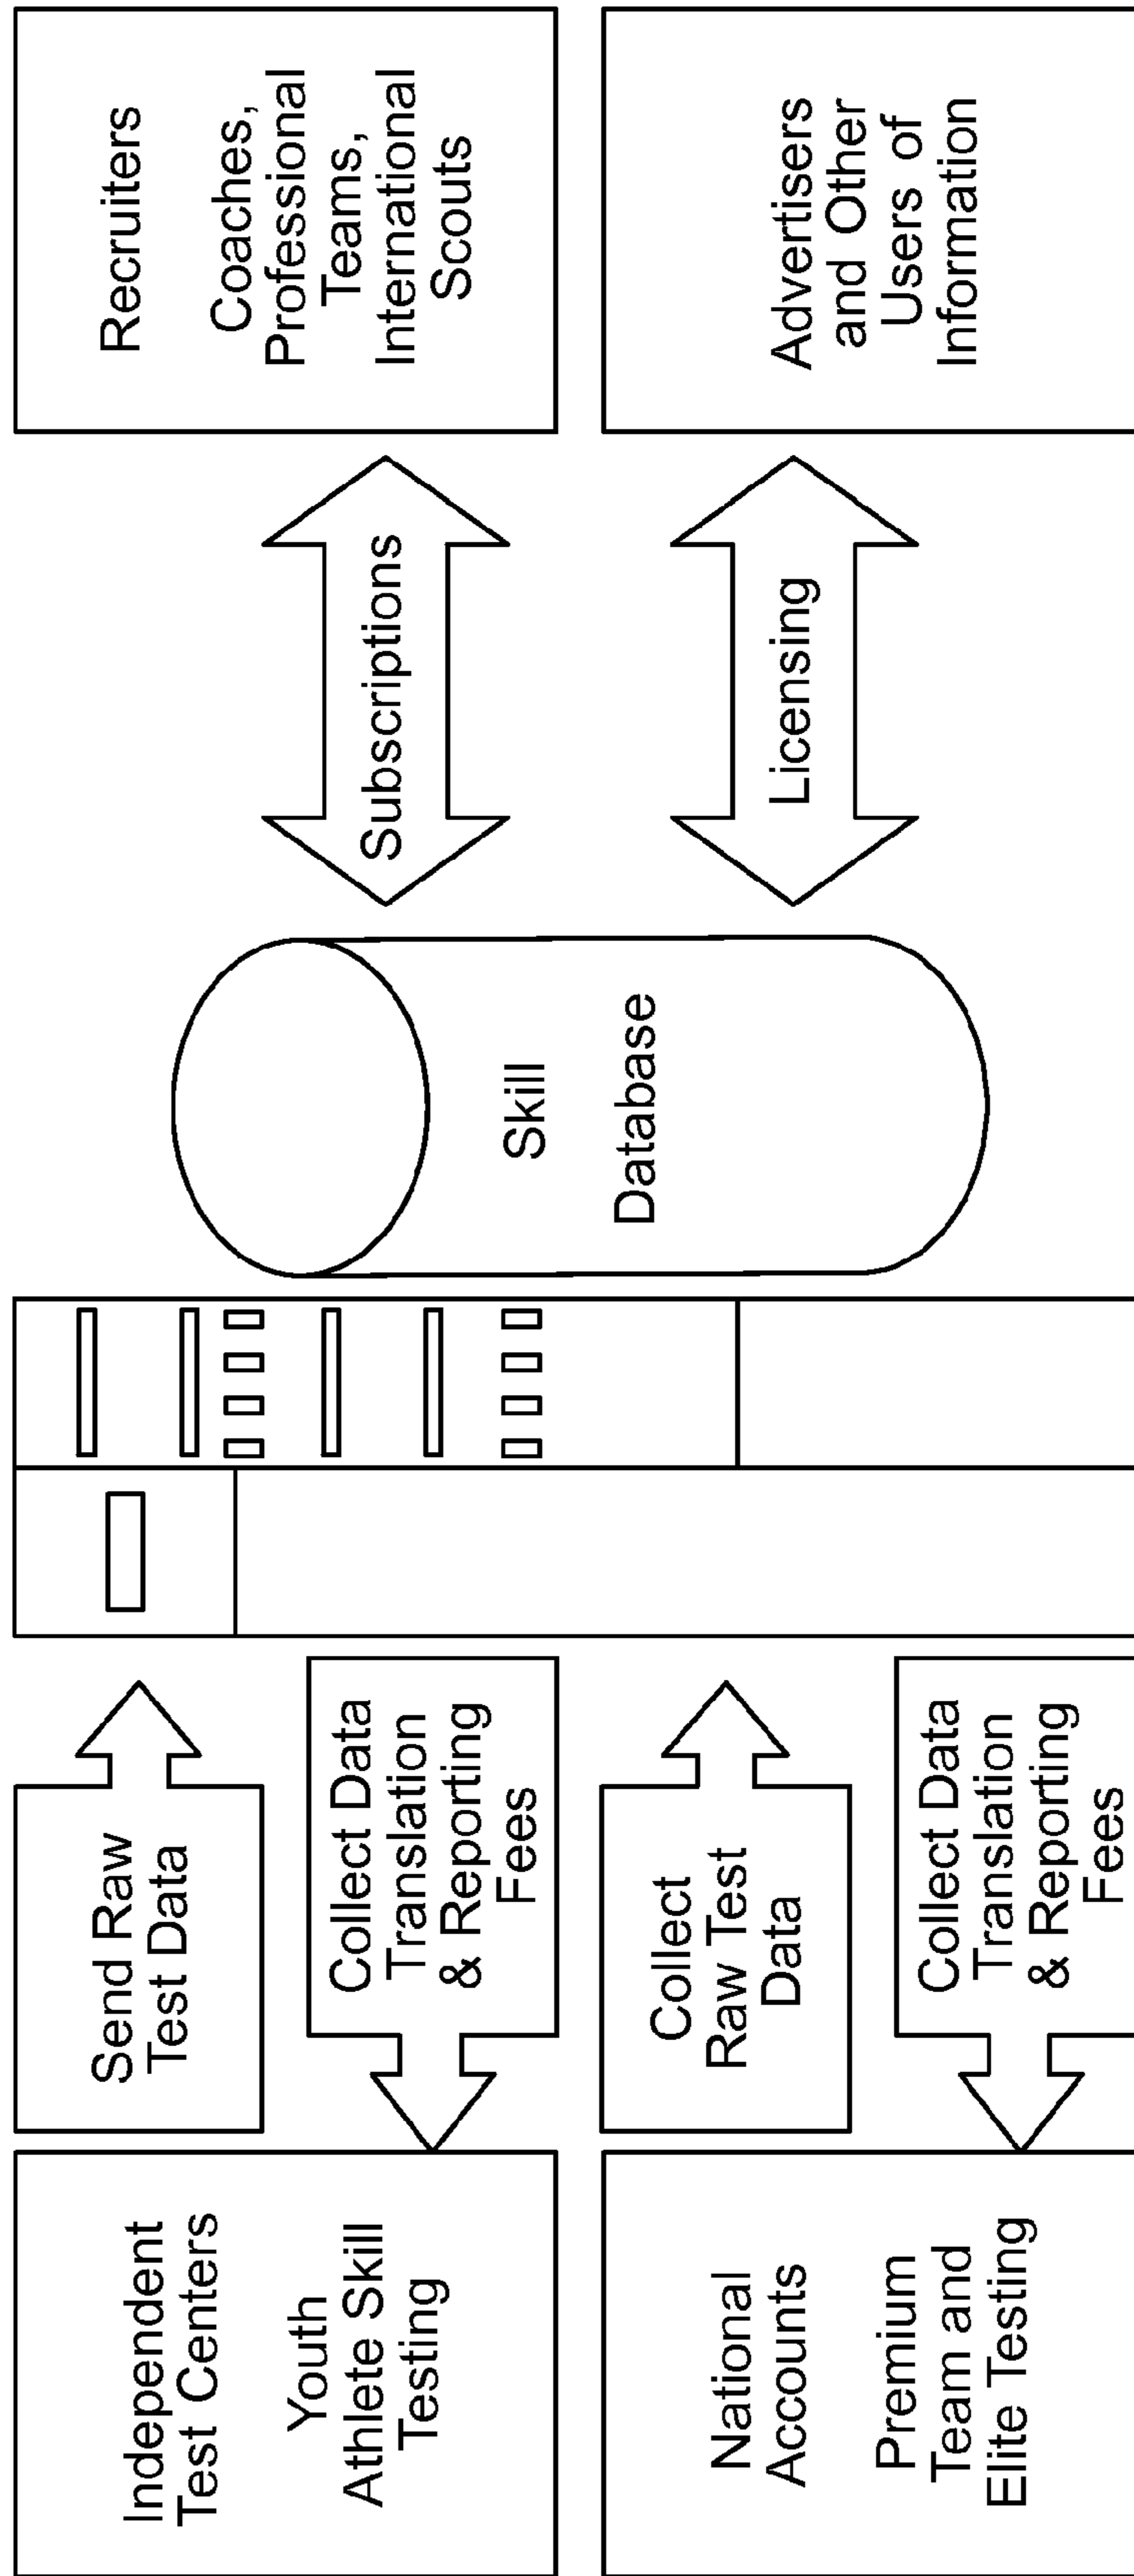 Independent
Test Centers
Youth
Athlete Skill
Testing
National
Accounts
Premium
Team and
Elite Testing
Send Raw
Test Data
Collect Data
Translation
& Reporting
Fees
Collect
Raw Test
Data
Collect Data
Translation
& Reporting
Fees
Skill
Database
Subscriptions
Licensing
Recruiters
Coaches,
Professional
Teams,
International
Scouts
Advertisers
and Other
Users of
Information